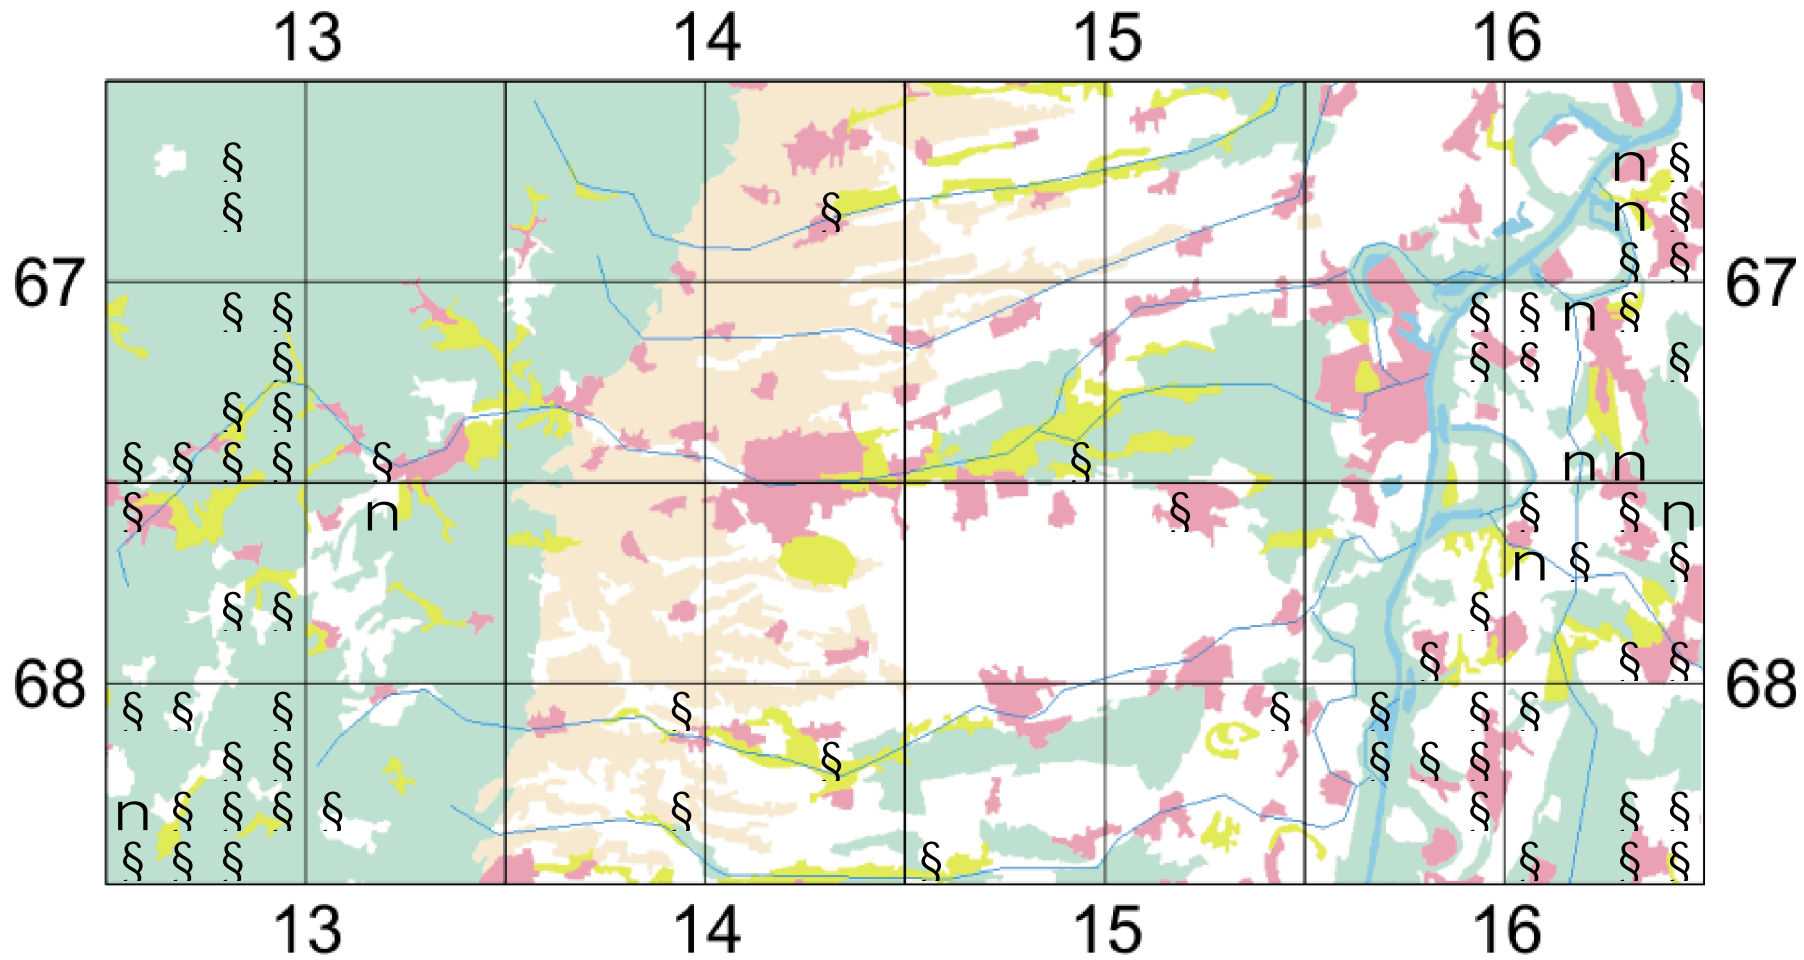 13 14 15 16
§ n §
§ § n §
§ §
67 67
§ § § § n §
§ § § §
§ §
§ § § § § § n n
§ n § § § n
n § §
§ § §
§ § §
68 68
§ § § § § § § §
§ § § § § §
n § § § § § § § §
§ § § § § § §
13 14 15 16